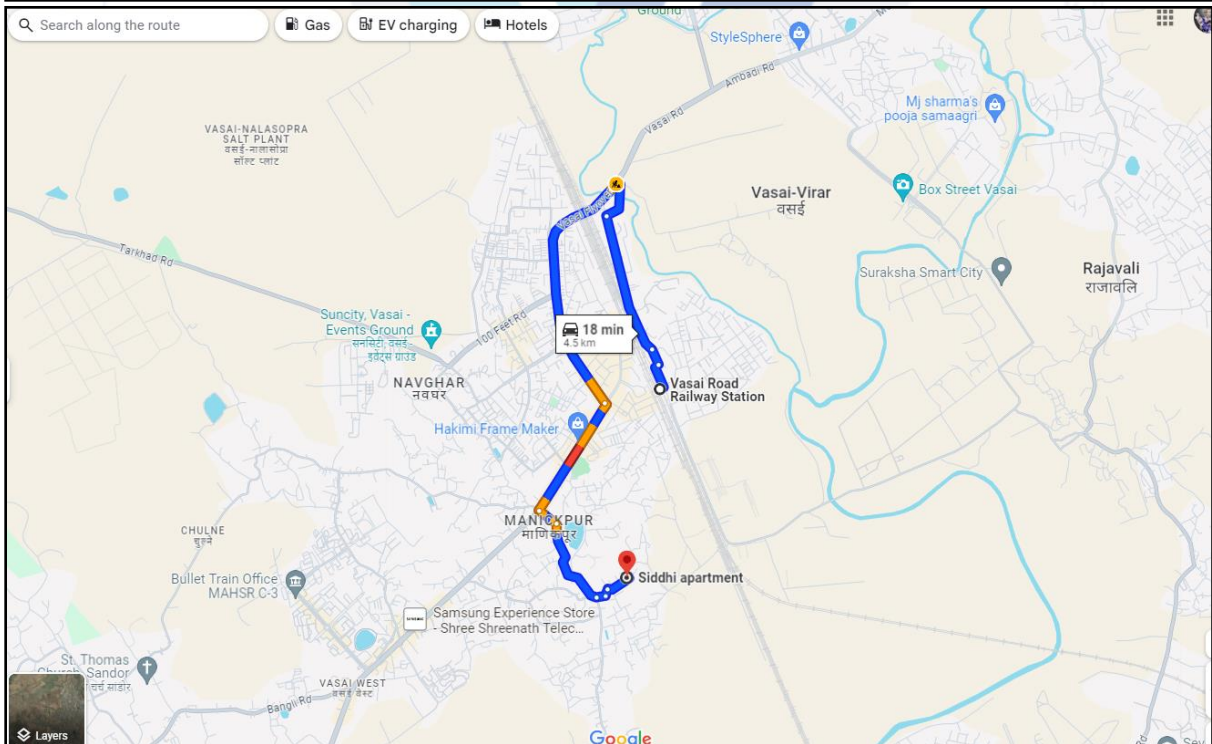 Search along the route
Gas
EV charging
Hotels
Ground
StyleSphere
Ambadi Rd
Vasai Rd
Mj sharma's
pooja samaagri
VASAI-NALASOPRA
SALT PLANT
वसई-नालासोप्रा
सॉल्ट प्लांट
Vasai-Virar
वसई
Box Street Vasai
Tarkhad Rd
Suraksha Smart City
Rajavali
राजावलि
Suncity, Vasai -
Events Ground
सनसिटी, वसई-
इवेंट्स ग्राउंड
100 Feet Rd
18 min
4.5 km
NAVGHAR
नवघर
Vasai Road
Railway Station
Hakimi Frame Maker
MANICKPUR
माणिकपूर
CHULNE
चुल्ने
Bullet Train Office
MAHSR C-3
Siddhi apartment
Samsung Experience Store
- Shree Shreenath Telec...
St. Thomas
Church Sandor
VASAI WEST
वसई वेस्ट
Bangli Rd
Layers
Google